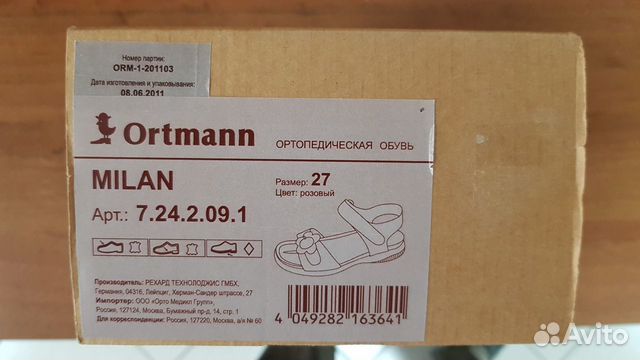 Номер партии:
ORM-1-201103
Дата изготовления и упаковывания:
08.06.2011
Ortmann
ОРТОПЕДИЧЕСКАЯ ОБУВЬ
MILAN
Размер: 27
Цвет: розовый
Арт.: 7.24.2.09.1
Производитель: РЕХАРД ТЕХНОЛОДЖИС ГМБХ,
Германия, 04316, Лейпциг, Херман-Сандер штрассе, 27
Импортер: ООО «Орто Медикл Групп»,
Россия, 127124, Москва, Бумажный пр-д, 14, стр. 1
Для корреспонденции: Россия, 127220, Москва, а/я № 60
4 049282 163641
Avito